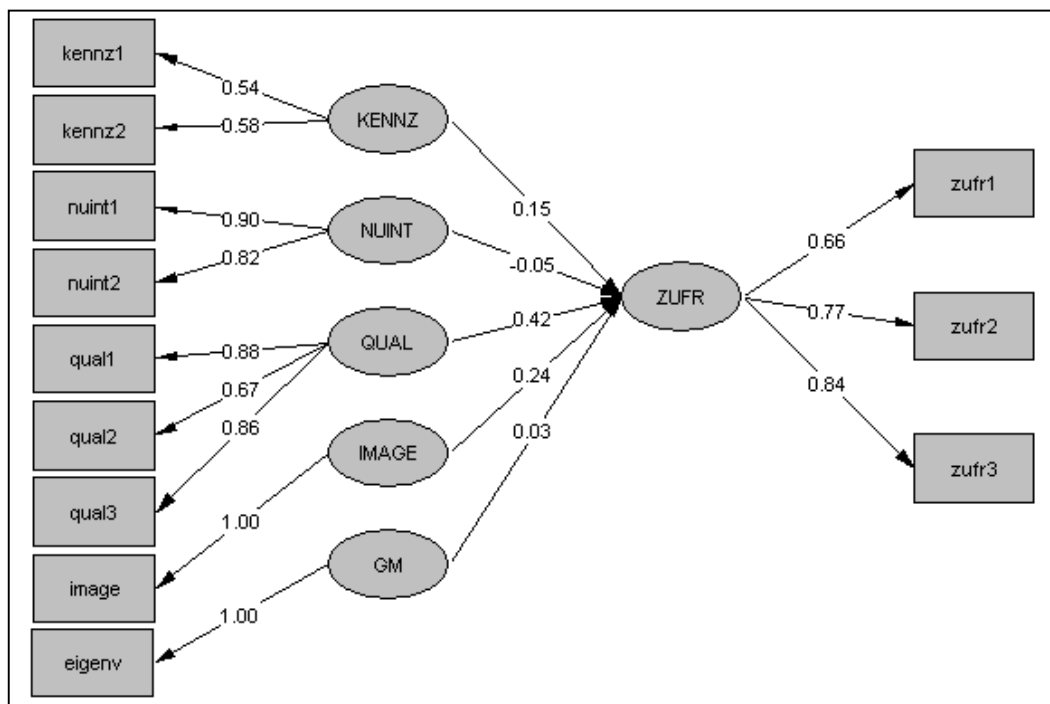 kennz1
kennz2
nuint1
nuint2
qual1
qual2
qual3
image
eigenv
0.54
0.58
0.90
0.82
0.88
0.67
0.86
1.00
1.00
KENNZ
NUINT
QUAL
IMAGE
GM
0.15
-0.05
0.42
0.24
0.03
ZUFR
0.66
0.77
0.84
zufr1
zufr2
zufr3